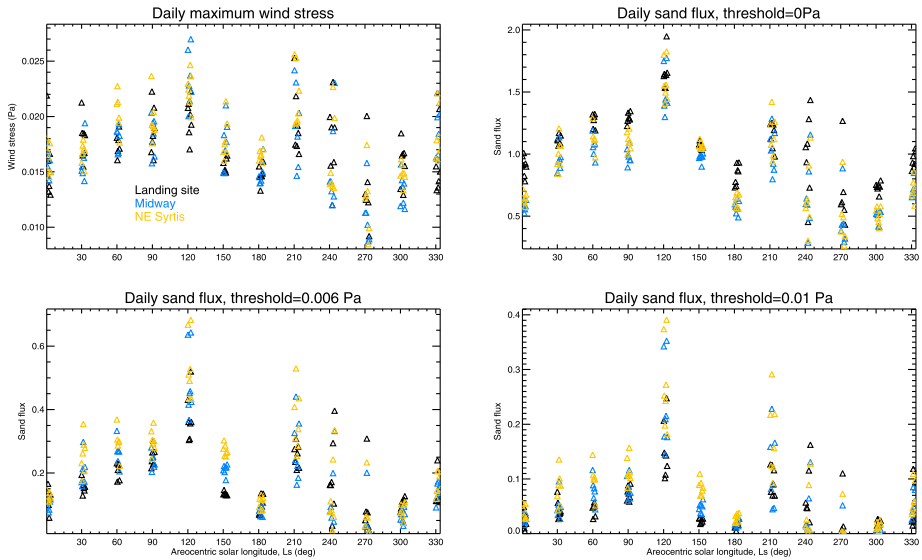 Daily maximum wind stress
0.025
0.020
0.015
0.010
Wind stress (Pa)
Landing site
Midway
NE Syrtis
30 60 90 120 150 180 210 240 270 300 330
Daily sand flux, threshold=0Pa
2.0
1.5
1.0
0.5
Sand flux
30 60 90 120 150 180 210 240 270 300 330
Daily sand flux, threshold=0.006 Pa
0.6
0.4
0.2
Sand flux
30 60 90 120 150 180 210 240 270 300 330
Areocentric solar longitude, Ls (deg)
Daily sand flux, threshold=0.01 Pa
0.4
0.3
0.2
0.1
0.0
Sand flux
30 60 90 120 150 180 210 240 270 300 330
Areocentric solar longitude, Ls (deg)